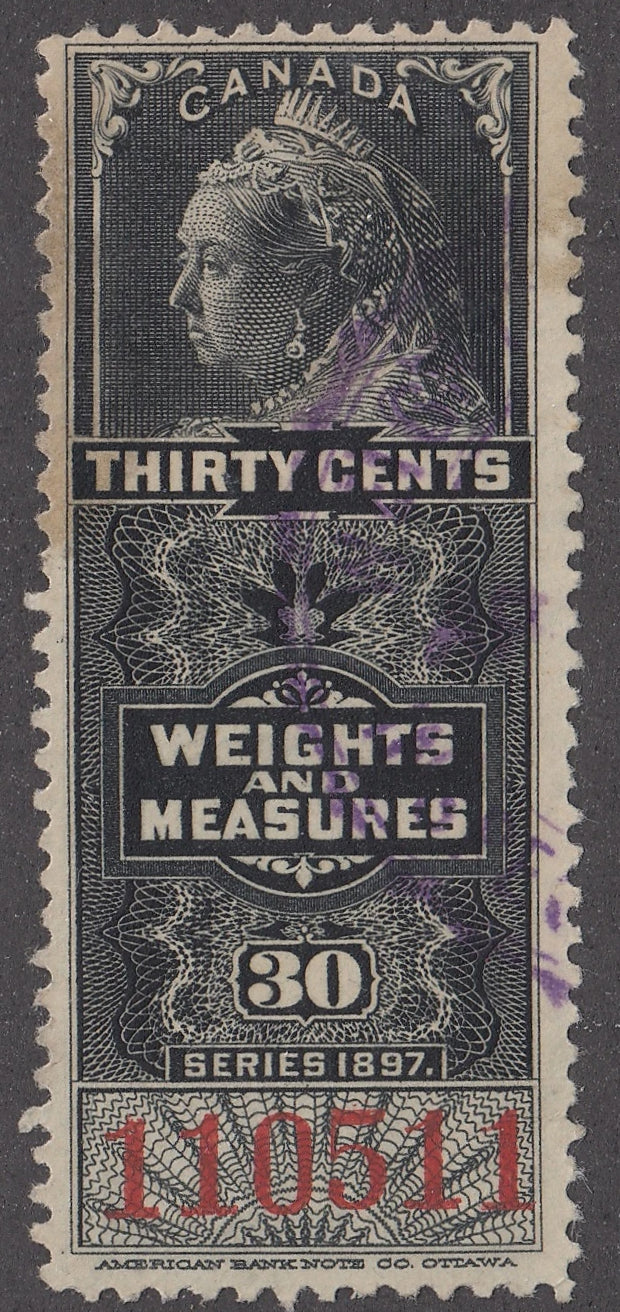 CANADA
THIRTY CENTS
WEIGHTS
AND
MEASURES
30
SERIES 1897.
110511
AMERICAN BANK NOTE CO. OTTAWA